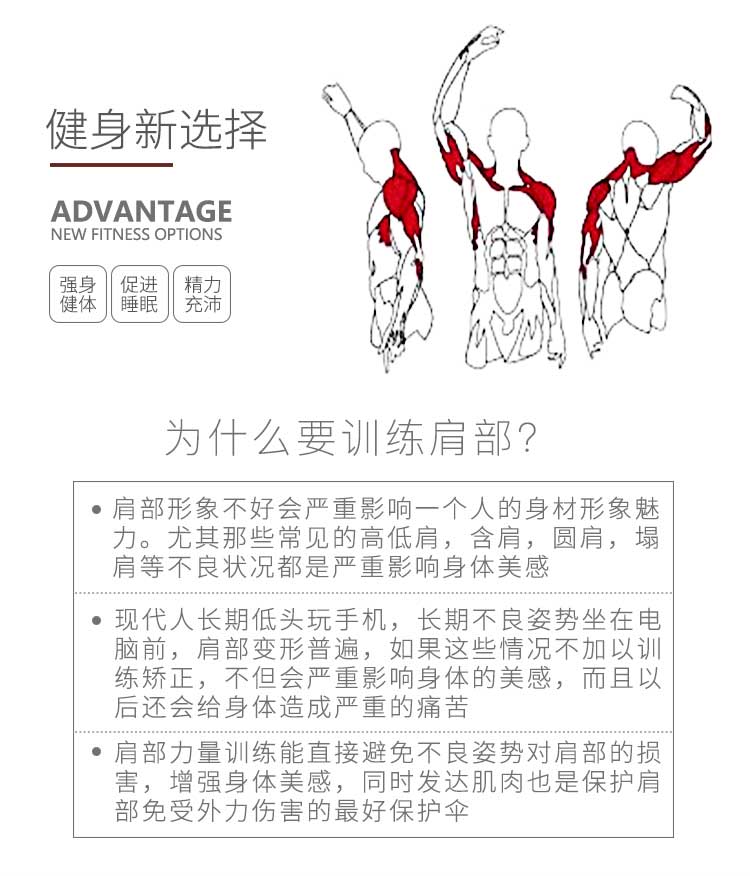 健身新选择
ADVANTAGE
NEW FITNESS OPTIONS
强身
健体
促进
睡眠
精力
充沛
为什么要训练肩部?
• 肩部形象不好会严重影响一个人的身材形象魅
力。尤其那些常见的高低肩，含肩，圆肩，塌
肩等不良状况都是严重影响身体美感
• 现代人长期低头玩手机，长期不良姿势坐在电
脑前，肩部变形普遍，如果这些情况不加以训
练矫正，不但会严重影响身体的美感，而且以
后还会给身体造成严重的痛苦
• 肩部力量训练能直接避免不良姿势对肩部的损
害，增强身体美感，同时发达肌肉也是保护肩
部免受外力伤害的最好保护伞